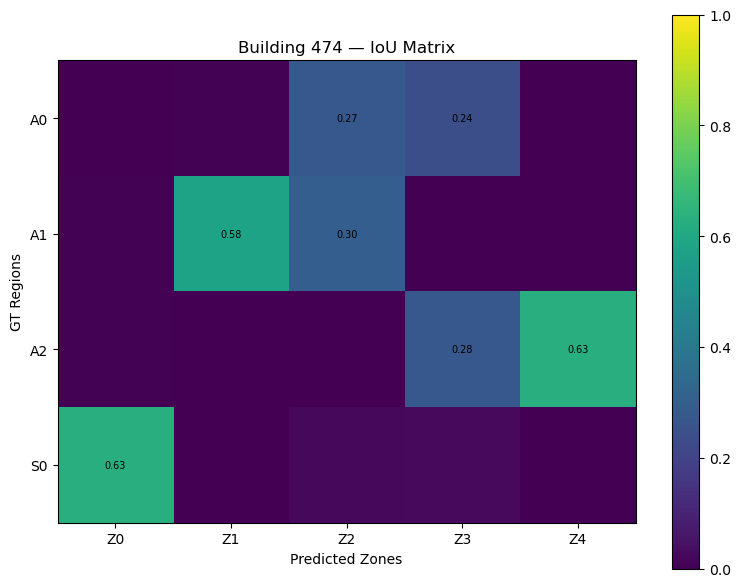 Building 474 — IoU Matrix
1.0
0.8
0.6
0.4
0.2
0.0
GT Regions
A0 0.27 0.24
A1 0.58 0.30
A2 0.28 0.63
S0 0.63
Z0 Z1 Z2 Z3 Z4
Predicted Zones